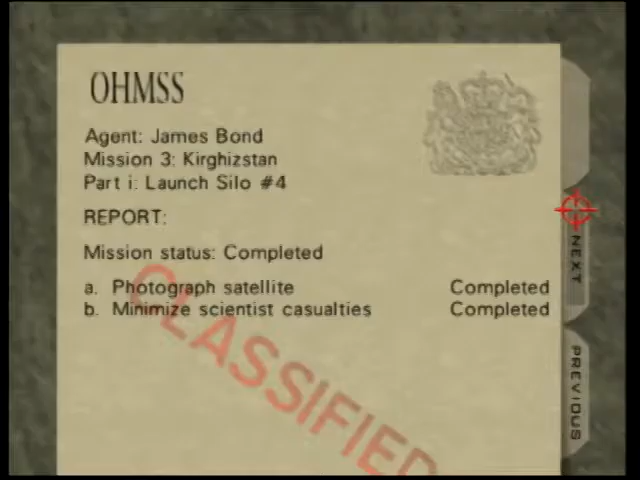 OHMSS
Agent: James Bond
Mission 3: Kirghizstan
Part i: Launch Silo #4
REPORT:
Mission status: Completed
a. Photograph satellite Completed
b. Minimize scientist casualties Completed
CLASSIFIED
NEXT
PREVIOUS